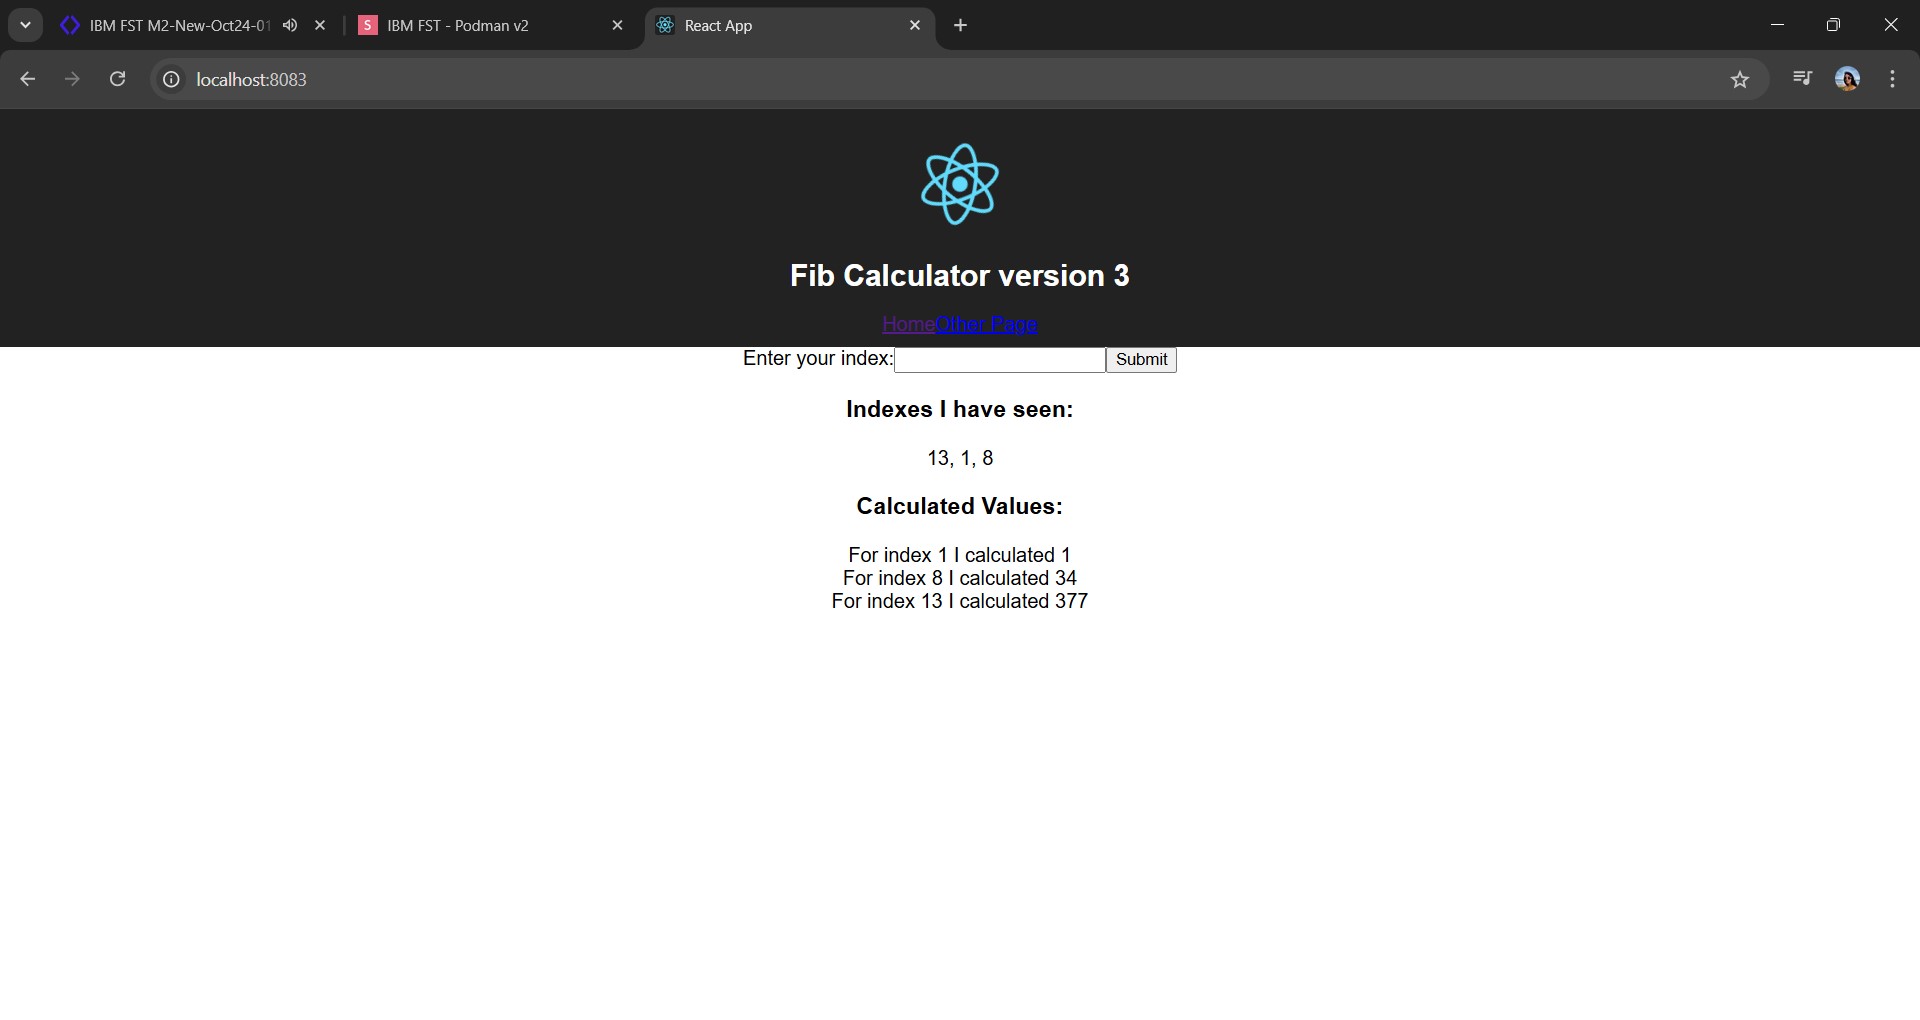 IBM FST M2-New-Oct24-01
S IBM FST - Podman v2
React App
localhost:8083
Fib Calculator version 3
HomeOther Page
Enter your index: Submit
Indexes I have seen:
13, 1, 8
Calculated Values:
For index 1 I calculated 1
For index 8 I calculated 34
For index 13 I calculated 377